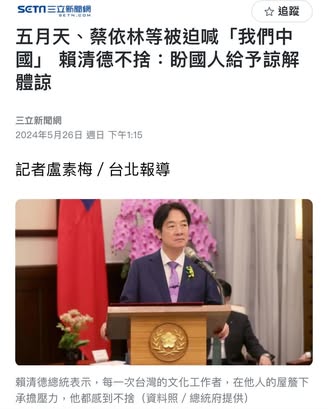 SETN 三立新聞網
SETN.COM
☆ 追蹤
五月天、蔡依林等被迫喊「我們中
國」 賴清德不捨：盼國人給予諒解
體諒
三立新聞網
2024年5月26日 週日 下午1:15
記者盧素梅／台北報導
賴清德總統表示，每一次台灣的文化工作者，在他人的屋簷下
承擔壓力，他都感到不捨（資料照／總統府提供）